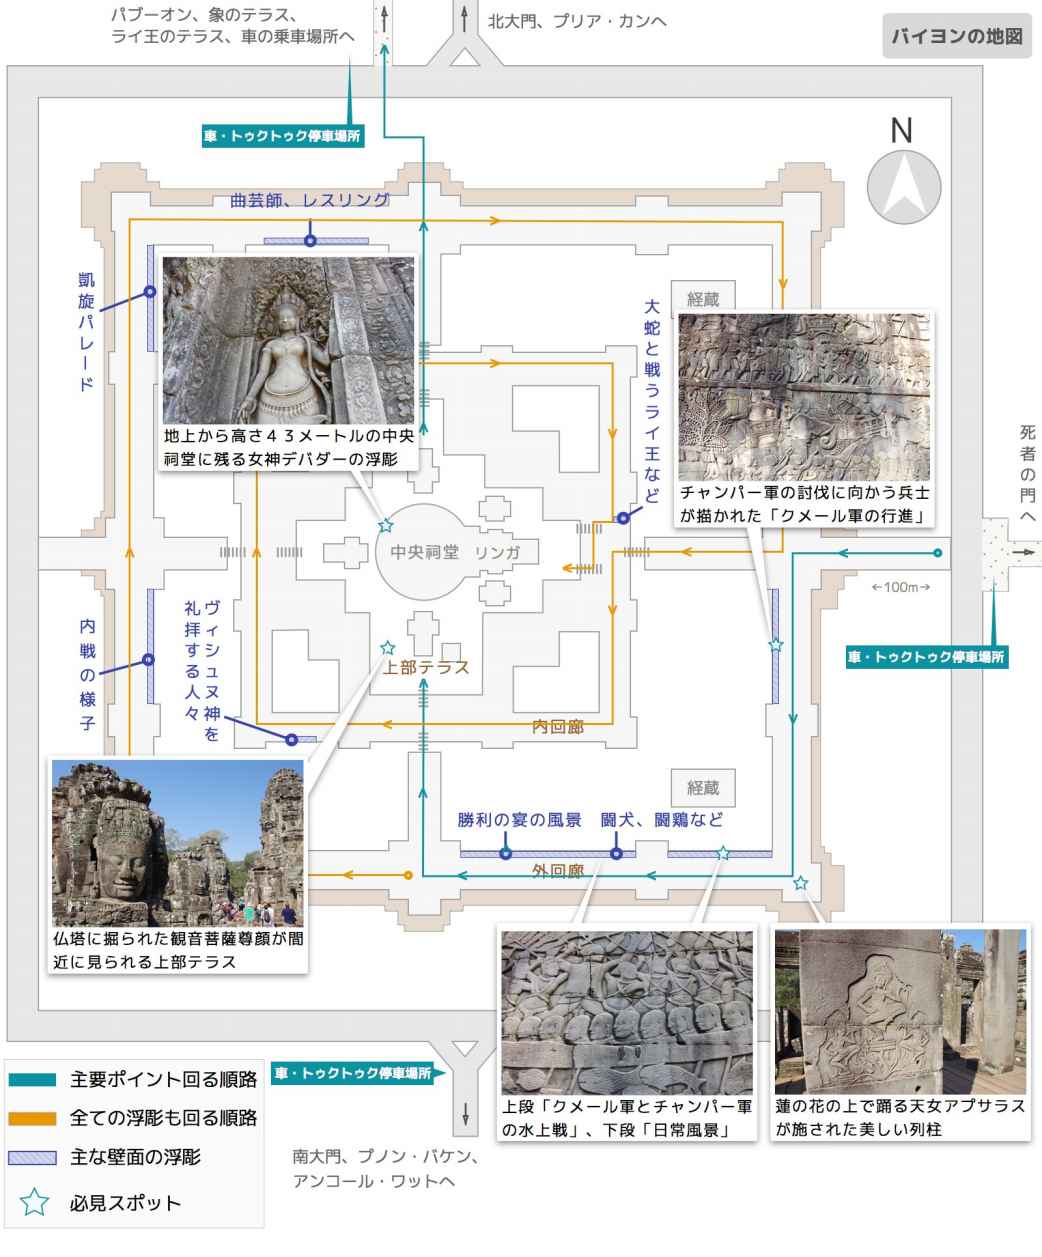 バイヨンの地図
パプーオン、象のテラス、
ライ王のテラス、車の乗車場所へ
北大門、プリア・カンへ
車・トゥクトゥク停車場所
N
曲芸師、レスリング
凱旋パレード
経蔵
大蛇と戦うライ王など
地上から高さ４３メートルの中央
祠堂に残る女神デバダーの浮彫
チャンパー軍の討伐に向かう兵士
が描かれた「クメール軍の行進」
死者の門へ
中央祠堂
リンガ
←100m→
車・トゥクトゥク停車場所
内戦の様子
ヴィシュヌ神を
礼拝する人々
上部テラス
内回廊
経蔵
勝利の宴の風景
闘犬、闘鶏など
外回廊
仏塔に掘られた観音菩薩尊顔が間
近に見られる上部テラス
上段「クメール軍とチャンパー軍
の水上戦」、下段「日常風景」
蓮の花の上で踊る天女アプサラス
が施された美しい列柱
車・トゥクトゥク停車場所
南大門、プノン・バケン、
アンコール・ワットへ
主要ポイント回る順路
全ての浮彫も回る順路
主な壁面の浮彫
必見スポット